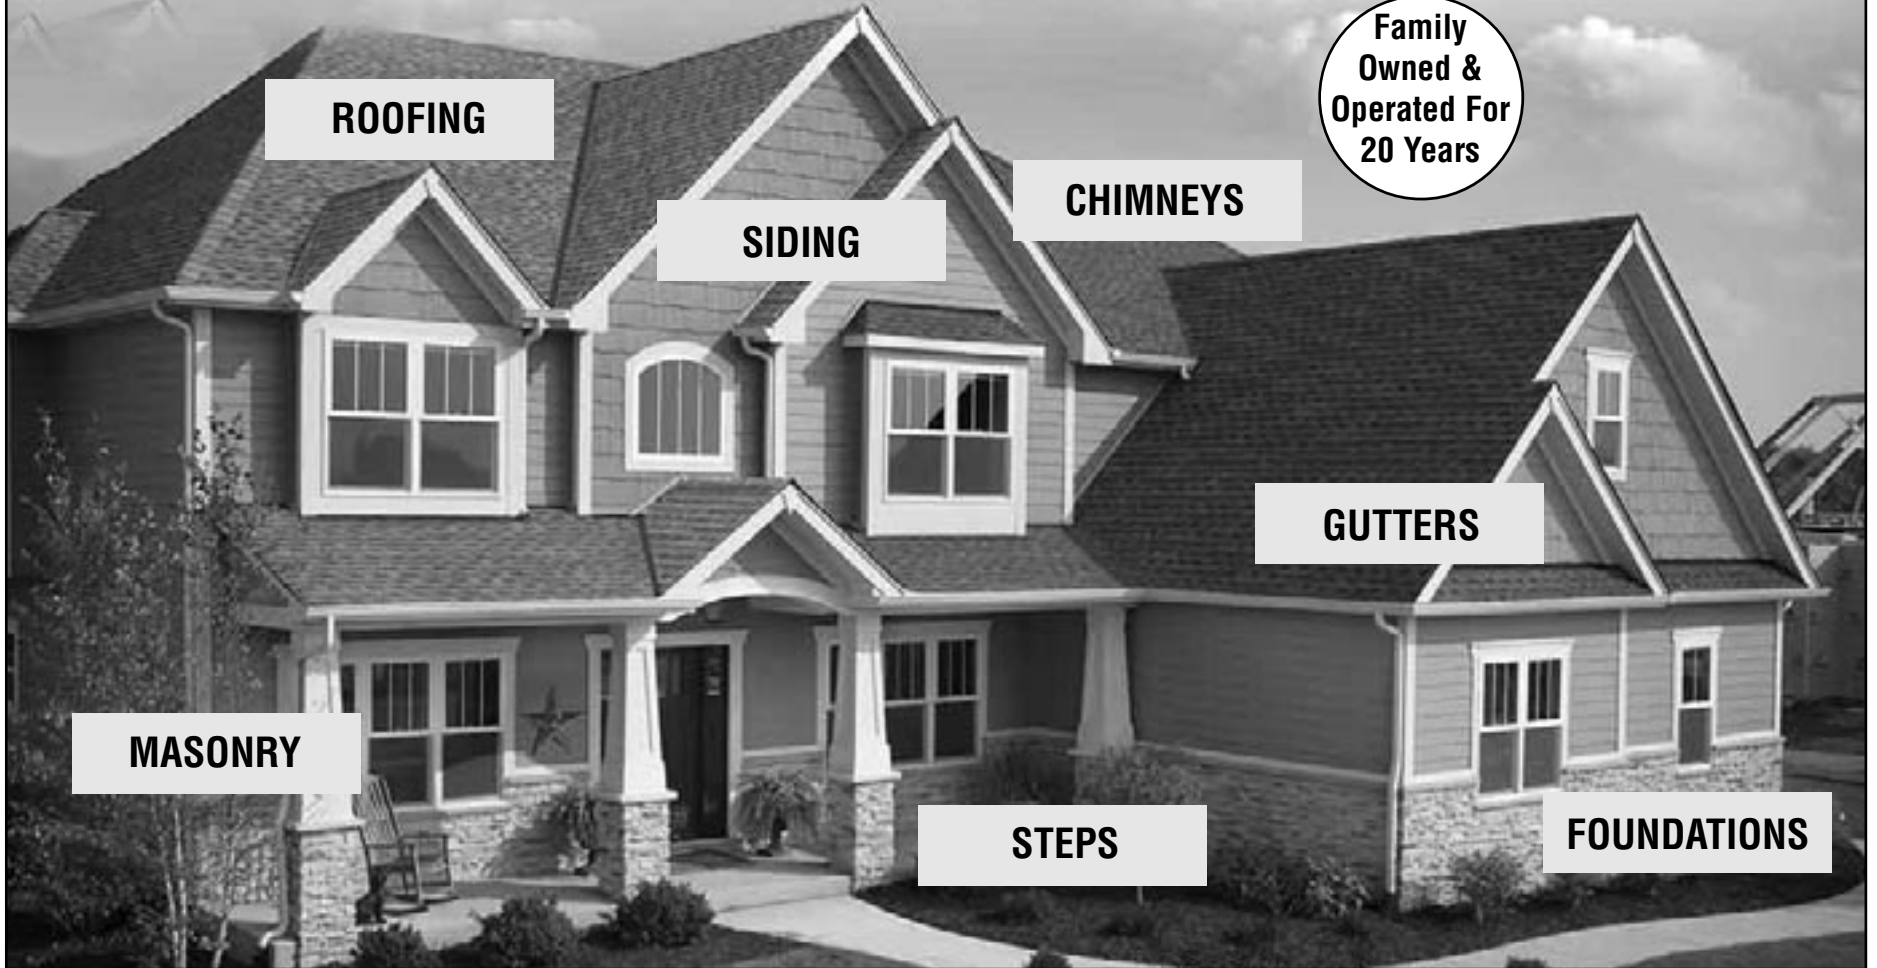 Family
Owned &
Operated For
20 Years
ROOFING
CHIMNEYS
SIDING
GUTTERS
MASONRY
STEPS
FOUNDATIONS